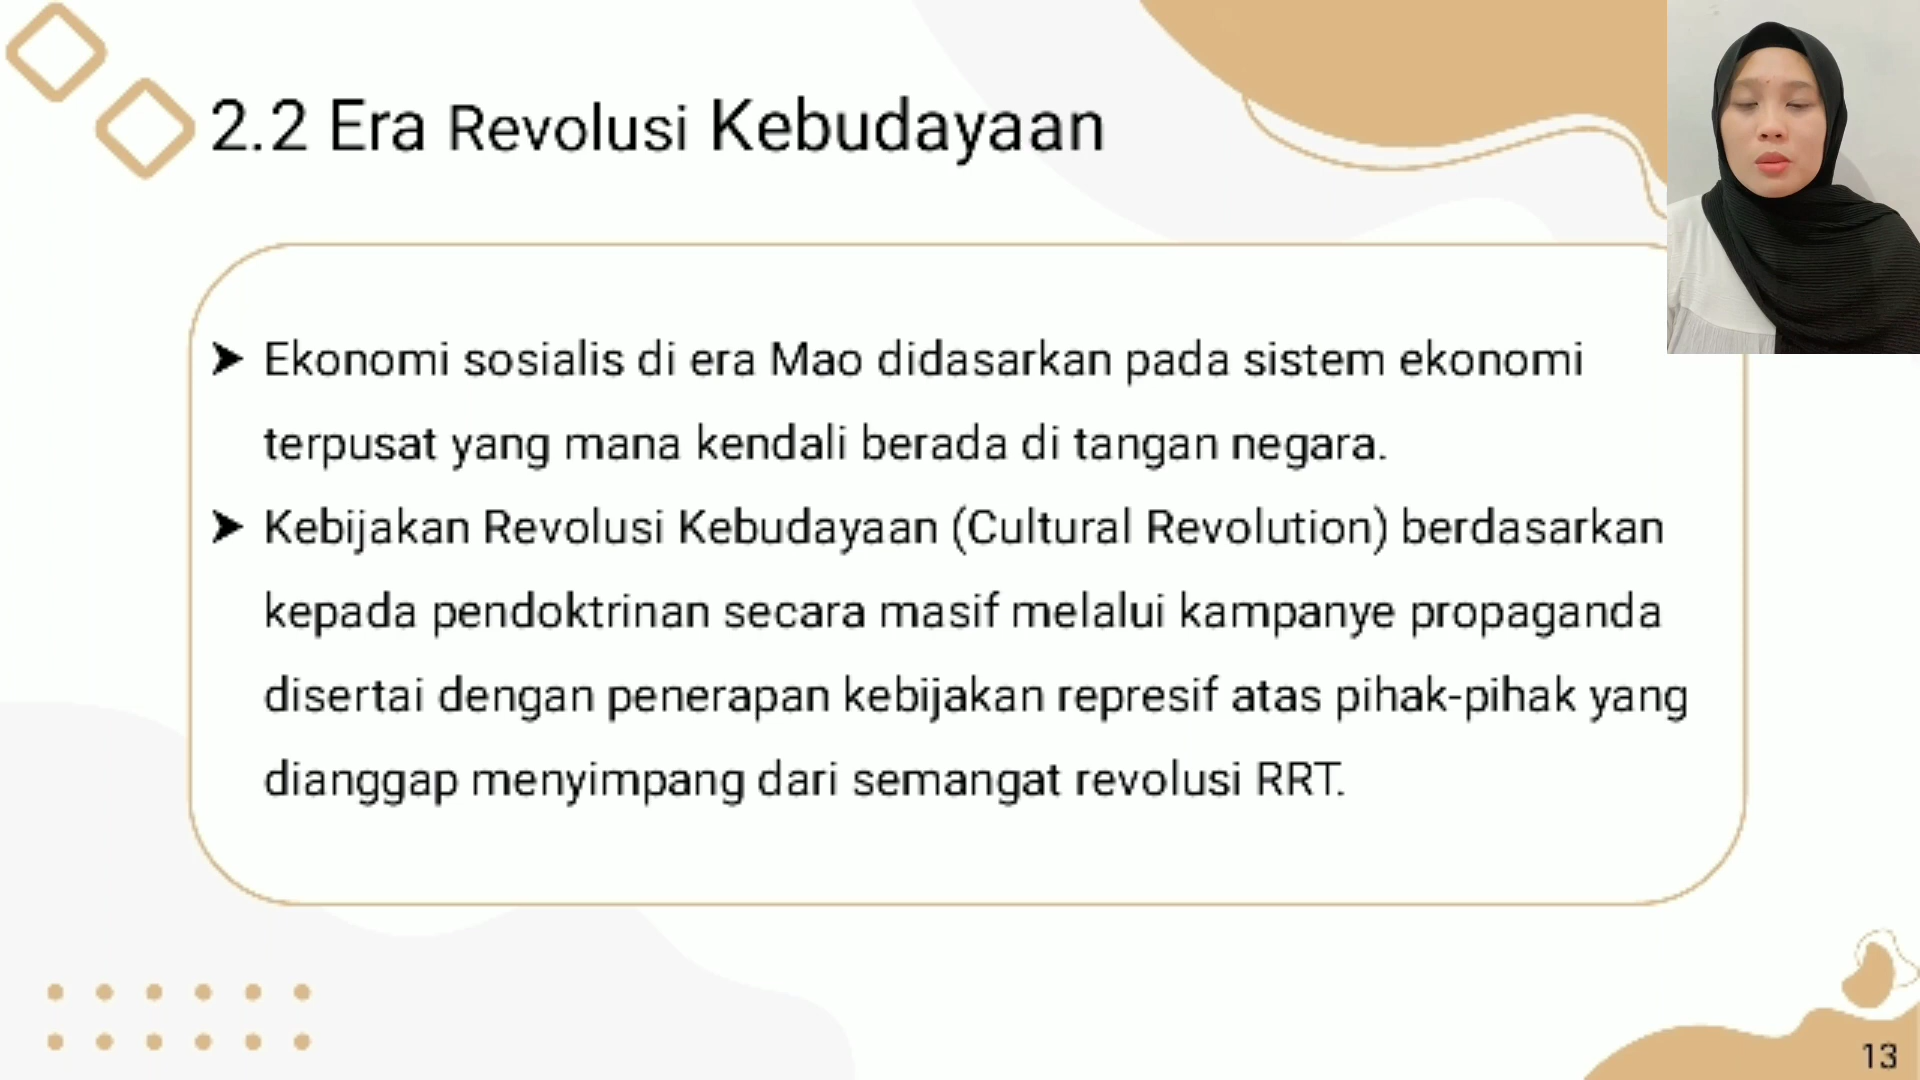 2.2 Era Revolusi Kebudayaan
➤ Ekonomi sosialis di era Mao didasarkan pada sistem ekonomi
terpusat yang mana kendali berada di tangan negara.
➤ Kebijakan Revolusi Kebudayaan (Cultural Revolution) berdasarkan
kepada pendoktrinan secara masif melalui kampanye propaganda
disertai dengan penerapan kebijakan represif atas pihak-pihak yang
dianggap menyimpang dari semangat revolusi RRT.
13